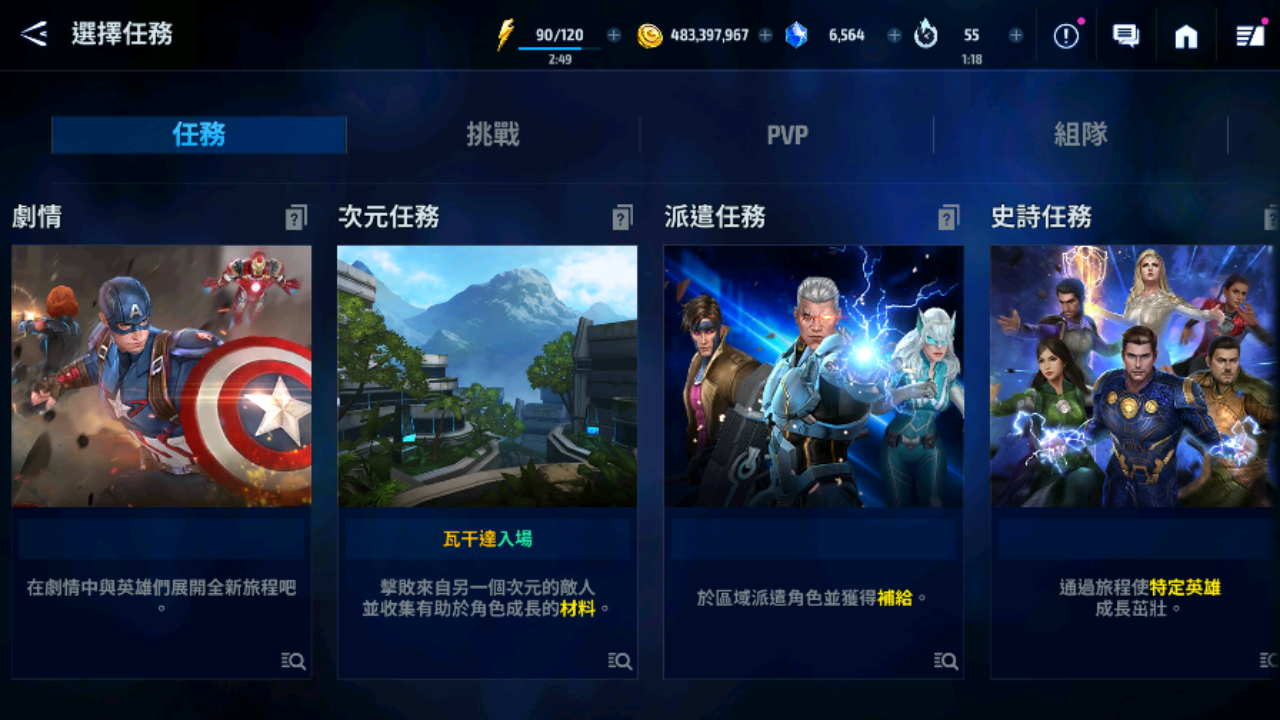 選擇任務
90/120
2:49
483,397,967
6,564
55
1:18
任務
挑戰
PVP
組隊
劇情
次元任務
派遣任務
史詩任務
在劇情中與英雄們展開全新旅程吧
。
瓦干達入場
擊敗來自另一個次元的敵人
並收集有助於角色成長的材料。
於區域派遣角色並獲得補給。
通過旅程使特定英雄
成長茁壯。